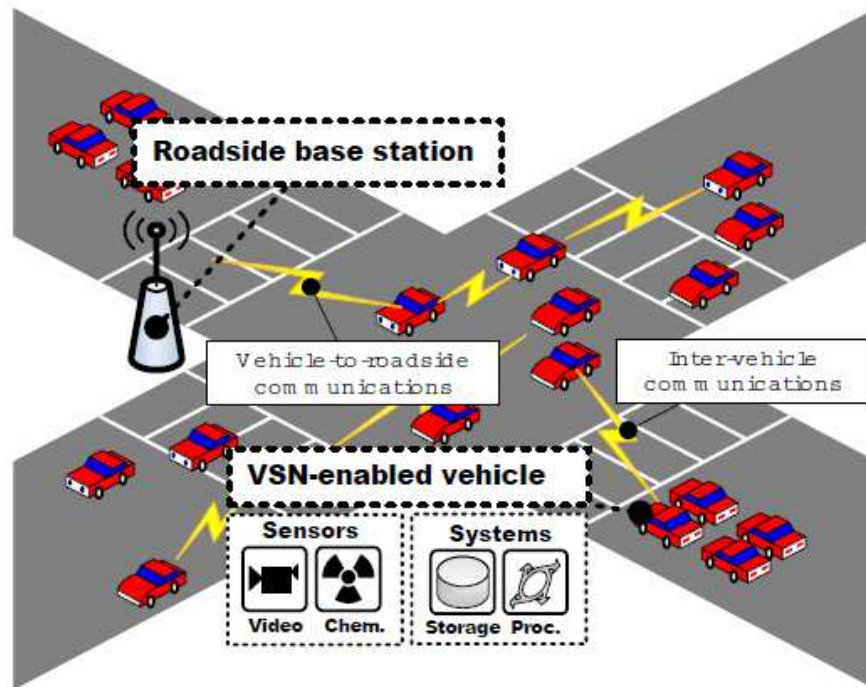 Roadside base station
Vehicle-to-roadside
communications
Inter-vehicle
communications
VSN-enabled vehicle
Sensors
Systems
Video
Chem.
Storage
Proc.